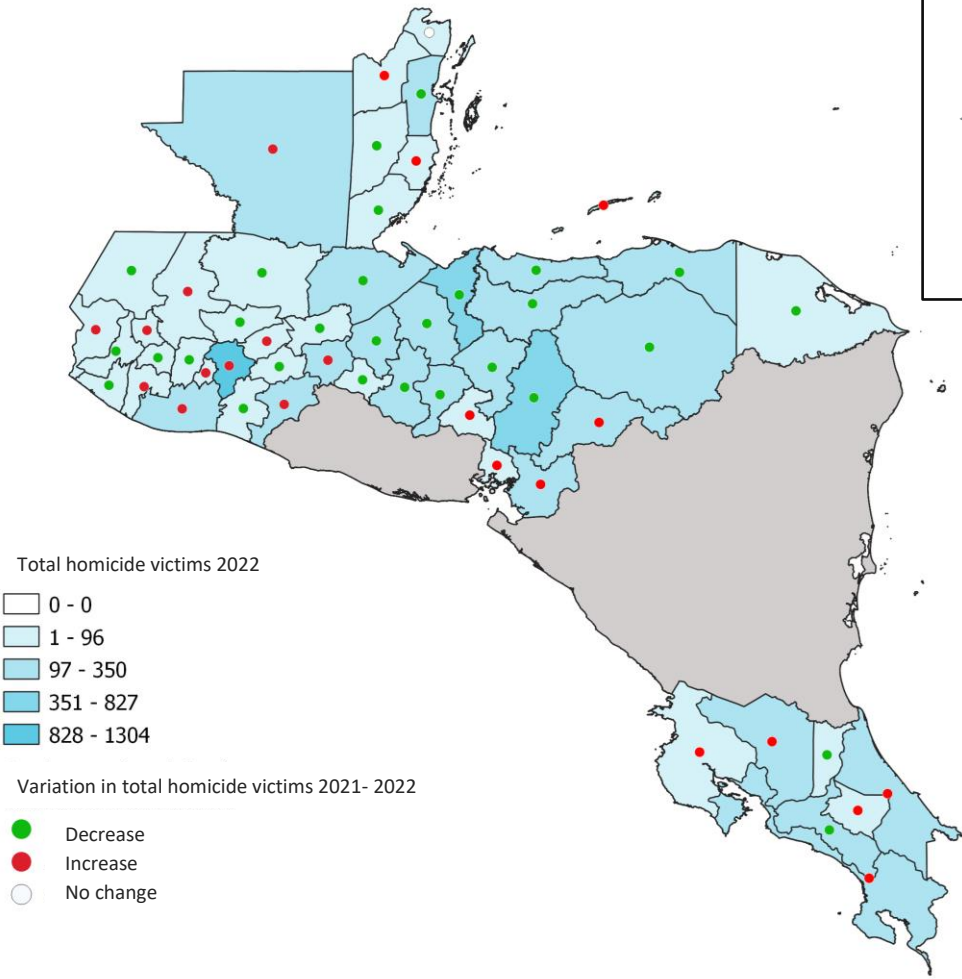 Total homicide victims 2022
0 - 0
1 - 96
97 - 350
351 - 827
828 - 1304
Variation in total homicide victims 2021- 2022
Decrease
Increase
No change